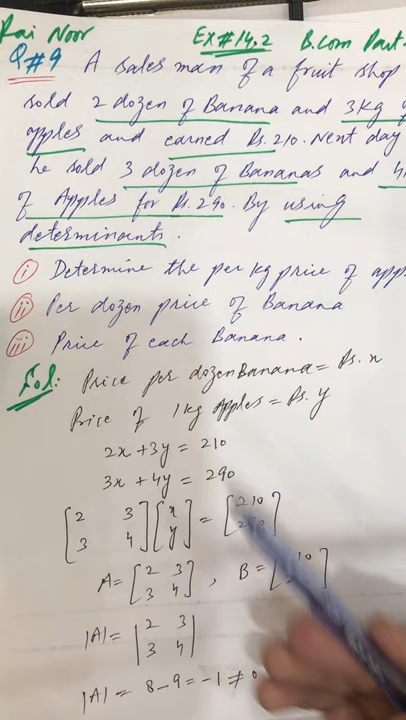 Rai Noor Ex#14.2 B.com Part-
Q#9 A sales man of a fruit shop
sold 2 dozen of Banana and 3Kg
apples and earned Rs.210. Next day
he sold 3 dozen of Bananas and 4
of Apples for Rs.290. By using
determinants.
(i) Determine the per kg price of app
(ii) Per dozen price of Banana
(iii) Price of each Banana.
Sol: Price per dozen Banana = Rs. x
Price of 1kg Apples = Rs. y
2x + 3y = 210
3x + 4y = 290
[2 3 3 4] [x y] = [210 290]
A = [2 3 3 4] , B = [ 10 ]
|A| = |2 3 3 4|
|A| = 8 - 9 = -1 ≠ 0